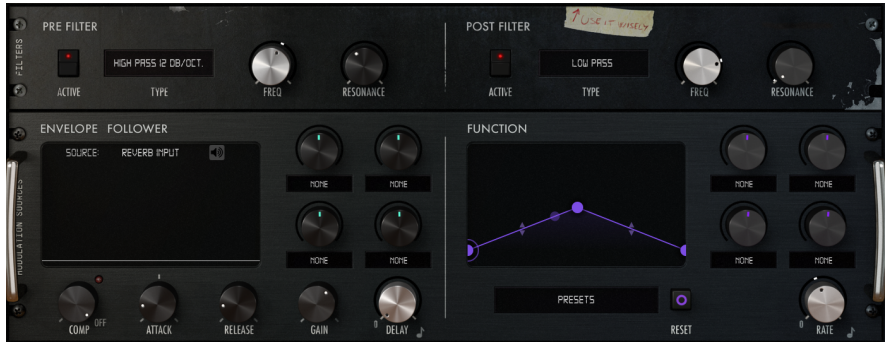 PRE FILTER
POST FILTER
USE IT WISELY
FILTERS
HIGH PASS 12 DB/OCT.
LOW PASS
ACTIVE
TYPE
FREQ
RESONANCE
ACTIVE
TYPE
FREQ
RESONANCE
MODULATION SOURCES
ENVELOPE FOLLOWER
SOURCE: REVERB INPUT
NONE
NONE
NONE
NONE
COMP
OFF
ATTACK
RELEASE
GAIN
0
DELAY
FUNCTION
NONE
NONE
NONE
NONE
PRESETS
RESET
0
RATE